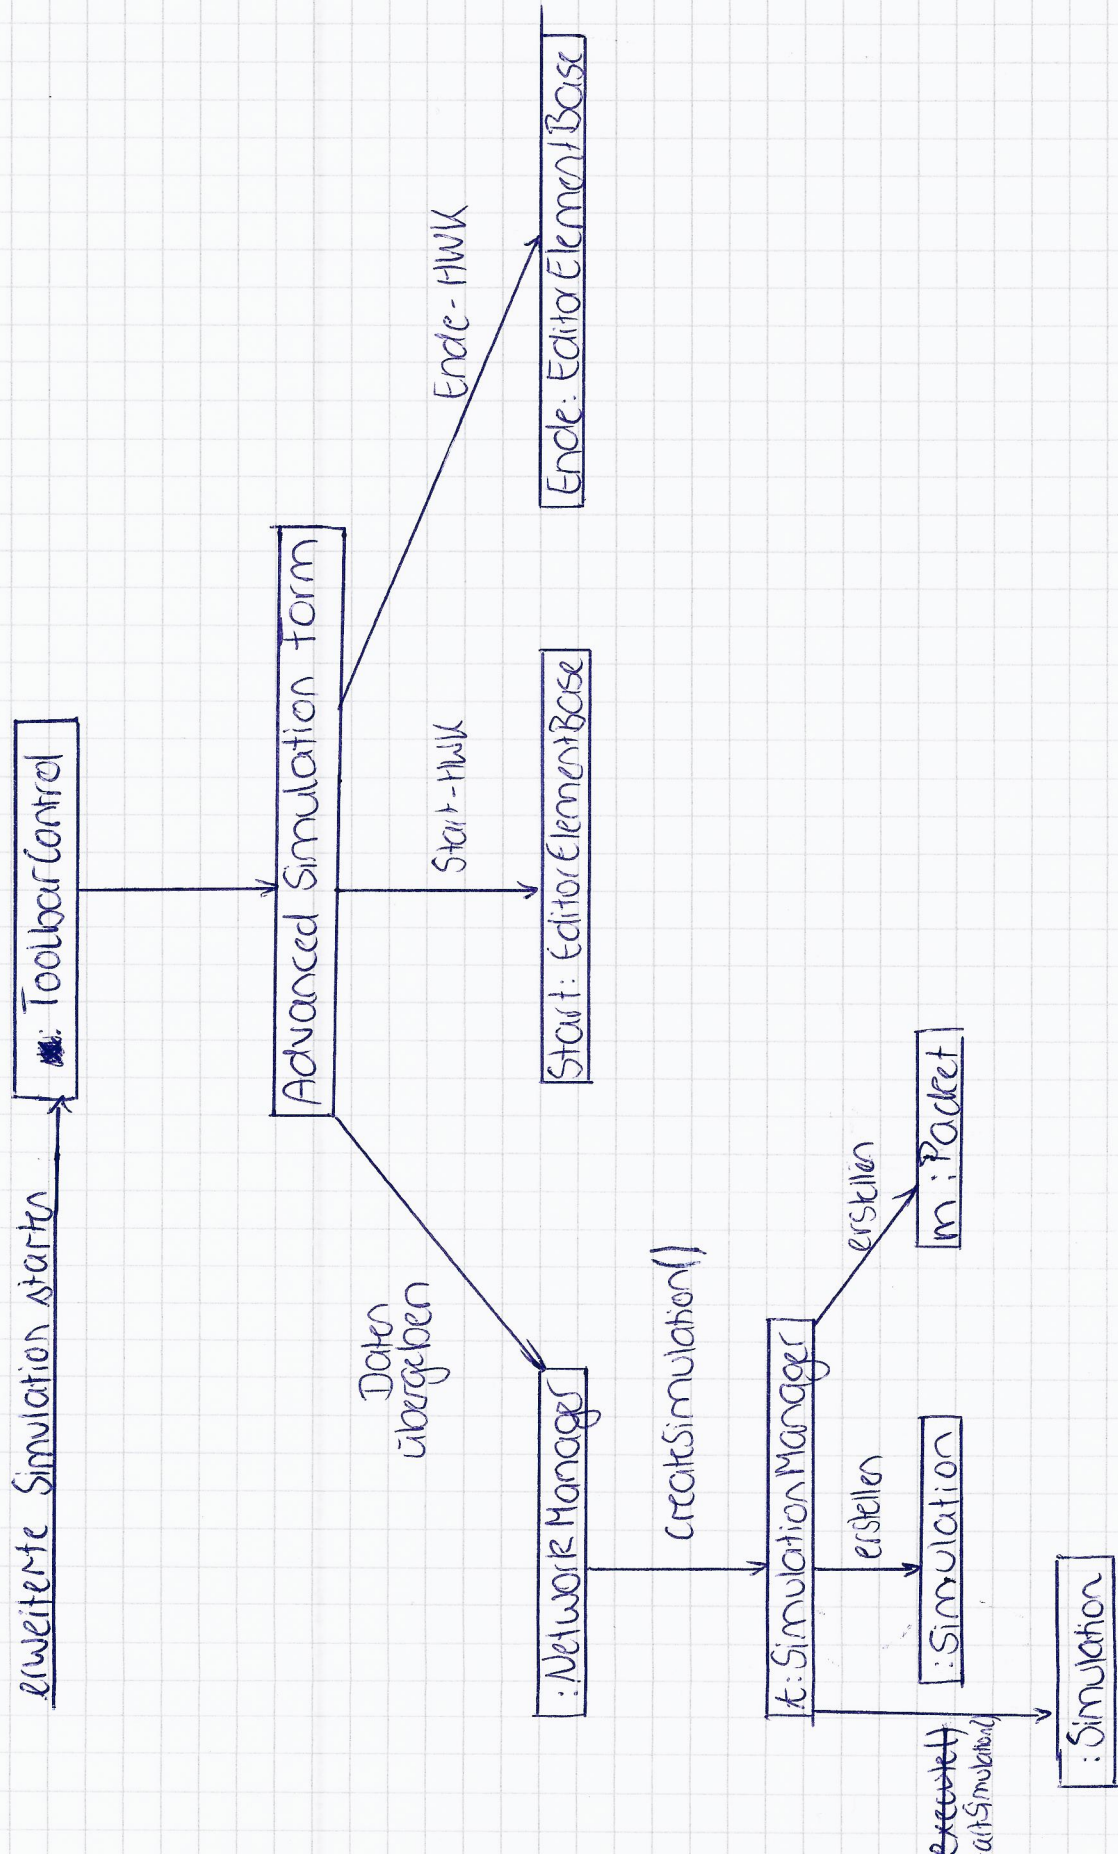 erweiterte Simulation starten
: ToolbarControl
Advanced Simulation Form
Daten
übergeben
Start-HWK
Ende-HWK
:NetworkManager
Start: EditorElementBase
Ende: EditorElementBase
createSimulation()
t:SimulationManager
erstellen
erstellen
:Simulation
m:Packet
execute()
:Simulation